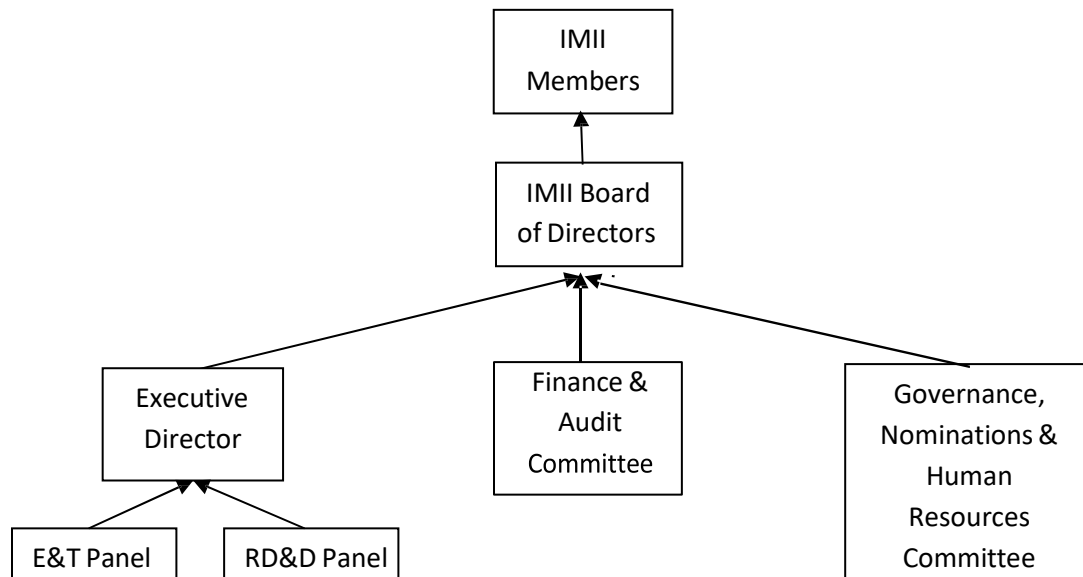 IMII
Members
IMII Board
of Directors
Executive
Director
Finance &
Audit
Committee
Governance,
Nominations &
Human
Resources
Committee
E&T Panel
RD&D Panel